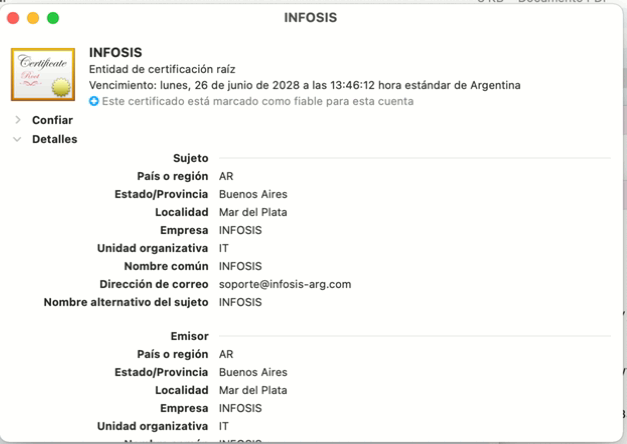 INFOSIS
Certificate
Root
INFOSIS
Entidad de certificación raíz
Vencimiento: lunes, 26 de junio de 2028 a las 13:46:12 hora estándar de Argentina
Este certificado está marcado como fiable para esta cuenta
Confiar
Detalles
Sujeto
País o región AR
Estado/Provincia Buenos Aires
Localidad Mar del Plata
Empresa INFOSIS
Unidad organizativa IT
Nombre común INFOSIS
Dirección de correo soporte@infosis-arg.com
Nombre alternativo del sujeto INFOSIS
Emisor
País o región AR
Estado/Provincia Buenos Aires
Localidad Mar del Plata
Empresa INFOSIS
Unidad organizativa IT